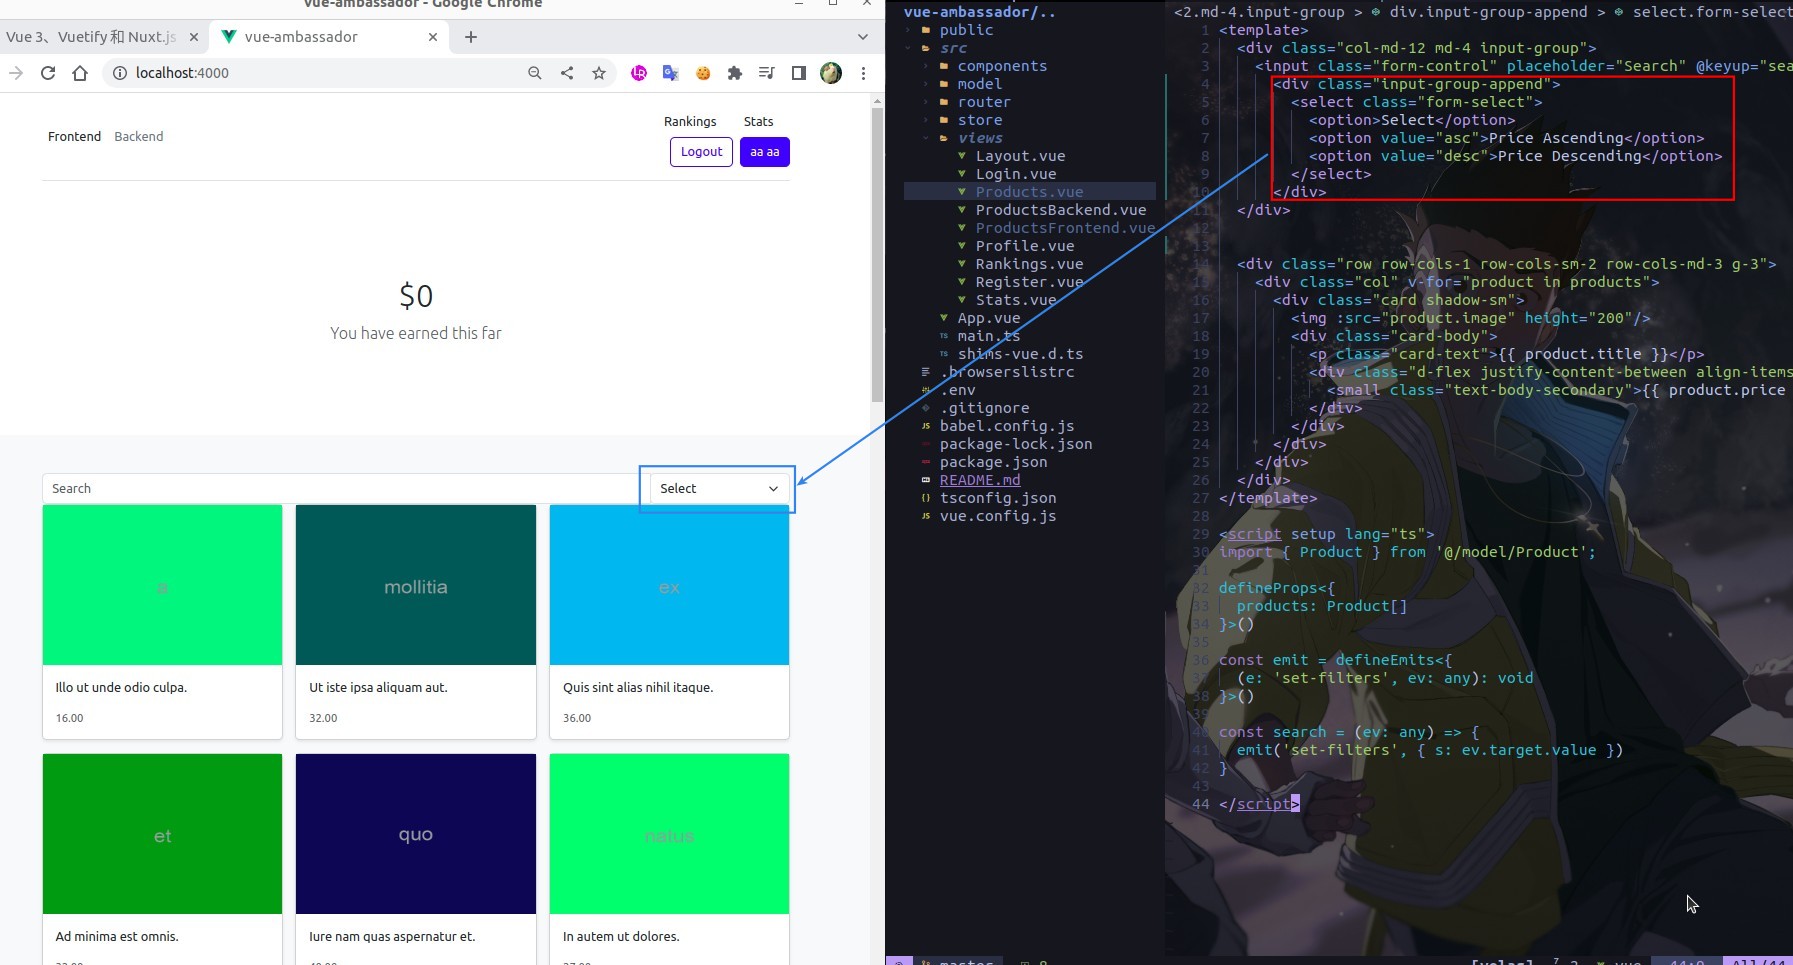 vue-ambassador - Google Chrome
Vue 3、Vuetify 和 Nuxt.js
vue-ambassador
localhost:4000
Frontend Backend
Rankings Stats
Logout aa aa
$0
You have earned this far
Search
Select
a
mollitia
ex
Illo ut unde odio culpa.
Ut iste ipsa aliquam aut.
Quis sint alias nihil itaque.
16.00
32.00
36.00
et
quo
natus
Ad minima est omnis.
Iure nam quas aspernatur et.
In autem ut dolores.
vue-ambassador/..
public
src
components
model
router
store
views
Layout.vue
Login.vue
Products.vue
ProductsBackend.vue
ProductsFrontend.vue
Profile.vue
Rankings.vue
Register.vue
Stats.vue
App.vue
main.ts
shims-vue.d.ts
.browserslistrc
.env
.gitignore
babel.config.js
package-lock.json
package.json
README.md
tsconfig.json
vue.config.js
<2.md-4.input-group > div.input-group-append > select.form-select
1 <template>
2 <div class="col-md-12 md-4 input-group">
3 <input class="form-control" placeholder="Search" @keyup="sea
4 <div class="input-group-append">
5 <select class="form-select">
6 <option>Select</option>
7 <option value="asc">Price Ascending</option>
8 <option value="desc">Price Descending</option>
9 </select>
10 </div>
11 </div>
12
13
14 <div class="row row-cols-1 row-cols-sm-2 row-cols-md-3 g-3">
15 <div class="col" v-for="product in products">
16 <div class="card shadow-sm">
17 <img :src="product.image" height="200"/>
18 <div class="card-body">
19 <p class="card-text">{{ product.title }}</p>
20 <div class="d-flex justify-content-between align-items
21 <small class="text-body-secondary">{{ product.price
22 </div>
23 </div>
24 </div>
25 </div>
26 </div>
27 </template>
28
29 <script setup lang="ts">
30 import { Product } from '@/model/Product';
31
32 defineProps<{
33 products: Product[]
34 }>()
35
36 const emit = defineEmits<{
37 (e: 'set-filters', ev: any): void
38 }>()
39
40 const search = (ev: any) => {
41 emit('set-filters', { s: ev.target.value })
42 }
43
44 </script>